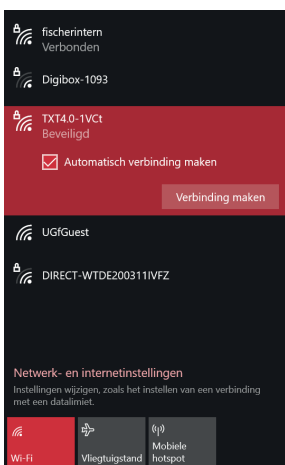 fischerintern
Verbonden
Digibox-1093
TXT4.0-1VCt
Beveiligd
Automatisch verbinding maken
Verbinding maken
UGfGuest
DIRECT-WTDE200311IVFZ
Netwerk- en internetinstellingen
Instellingen wijzigen, zoals het instellen van een verbinding
met een datalimiet.
Wi-Fi
Vliegtuigstand
Mobiele
hotspot